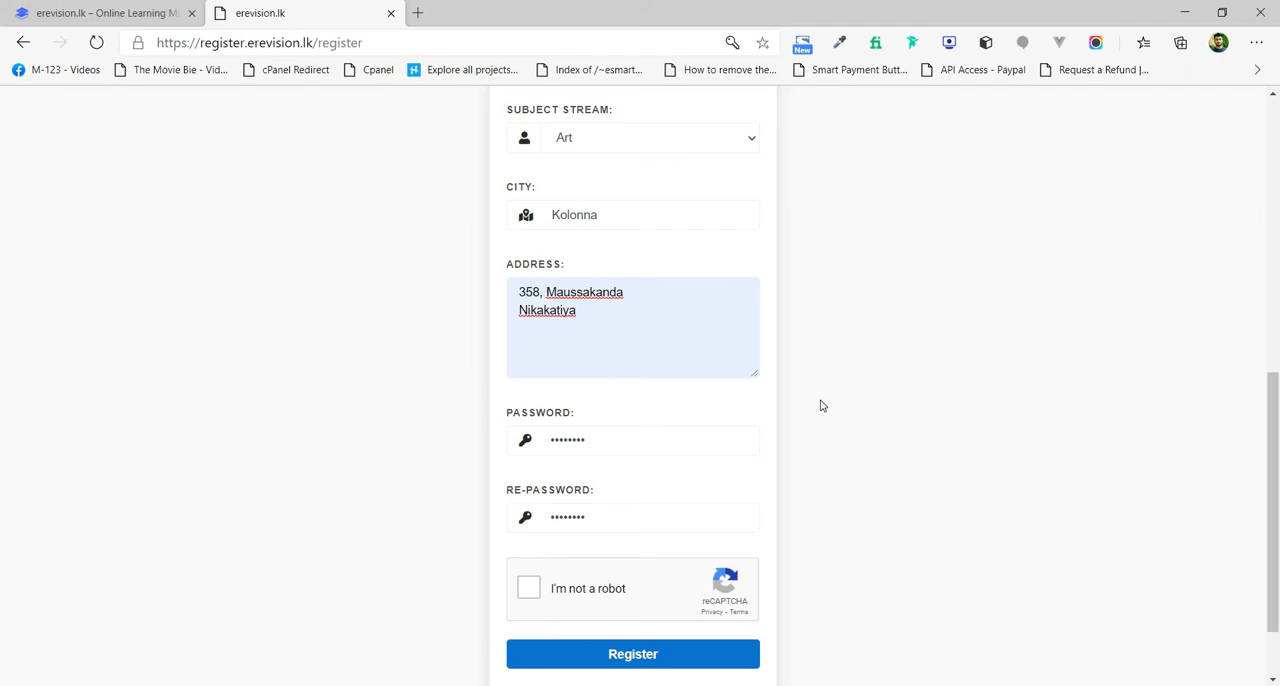 erevision.lk – Online Learning M
erevision.lk
https://register.erevision.lk/register
New
M-123 - Videos
The Movie Bie - Vid...
cPanel Redirect
Cpanel
Explore all projects...
Index of /~esmart...
How to remove the...
Smart Payment Butt...
API Access - Paypal
Request a Refund |...
SUBJECT STREAM:
Art
CITY:
Kolonna
ADDRESS:
358, Maussakanda
Nikakatiya
PASSWORD:
••••••••
RE-PASSWORD:
••••••••
I'm not a robot
reCAPTCHA
Privacy - Terms
Register